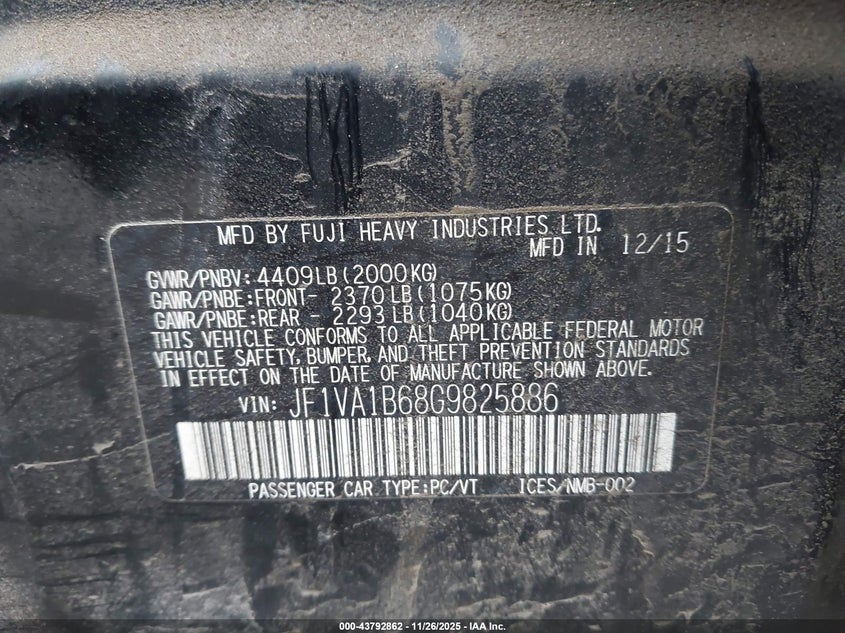 MFD BY FUJI HEAVY INDUSTRIES LTD.
MFD IN 12/15
GVWR/PNBV: 4409LB (2000KG)
GAWR/PNBE:FRONT- 2370 LB (1075KG)
GAWR/PNBE:REAR - 2293 LB (1040KG)
THIS VEHICLE CONFORMS TO ALL APPLICABLE FEDERAL MOTOR
VEHICLE SAFETY, BUMPER, AND THEFT PREVENTION STANDARDS
IN EFFECT ON THE DATE OF MANUFACTURE SHOWN ABOVE.
VIN: JF1VA1B68G9825886
PASSENGER CAR TYPE:PC/VT ICES/NMB-002
000-43792862 - 11/26/2025 - IAA Inc.